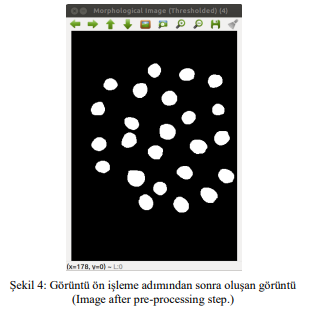 Morphological Image (Thresholded) (4)
(x=178, y=0) ~ L:0
Şekil 4: Görüntü ön işleme adımından sonra oluşan görüntü
(Image after pre-processing step.)